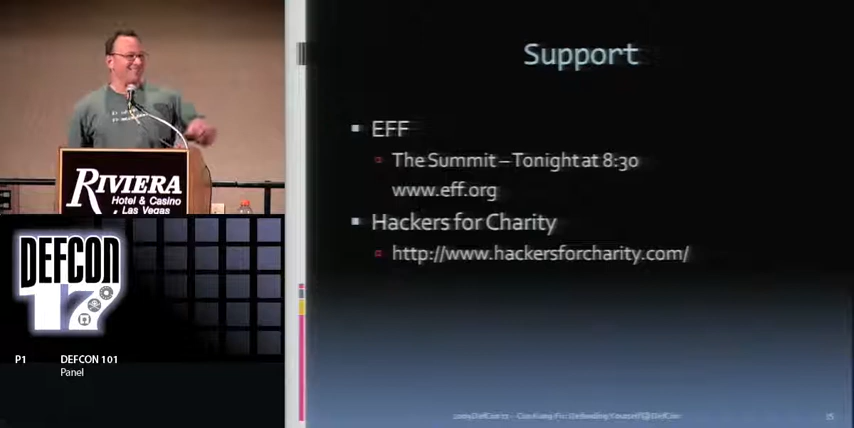 Support
EFF
The Summit – Tonight at 8:30
www.eff.org
Hackers for Charity
http://www.hackersforcharity.com/
15
RIVIERA
Hotel & Casino
Las Vegas
DEFCON
17
P1 DEFCON 101
Panel